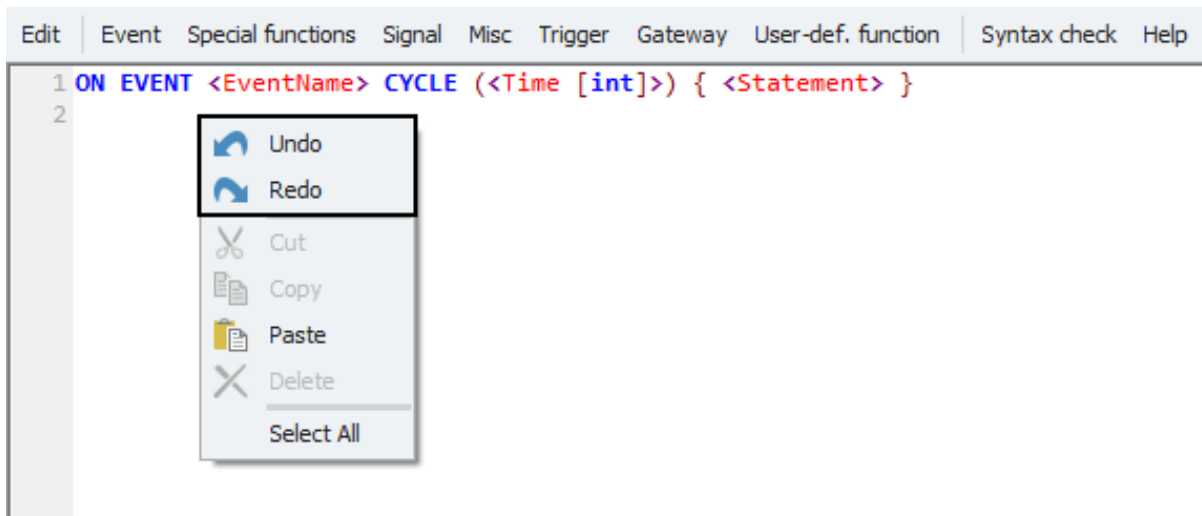 Edit Event Special functions Signal Misc Trigger Gateway User-def. function Syntax check Help
1 ON EVENT <EventName> CYCLE (<Time [int]>) { <Statement> }
2
Undo
Redo
Cut
Copy
Paste
Delete
Select All